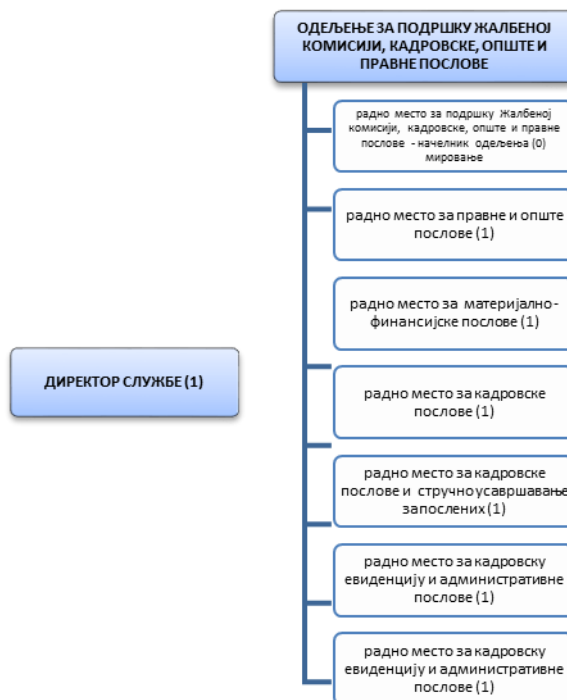 ОДЕЉЕЊЕ ЗА ПОДРШКУ ЖАЛБЕНОЈ
КОМИСИЈИ, КАДРОВСКЕ, ОПШТЕ И
ПРАВНЕ ПОСЛОВЕ
радно место за подршку Жалбеној
комисији, кадровске, опште и правне
послове - начелник одељења (0)
мировање
радно место за правне и опште
послове (1)
радно место за материјално-
финансијске послове (1)
ДИРЕКТОР СЛУЖБЕ (1)
радно место за кадровске
послове (1)
радно место за кадровске
послове и стручно усавршавање
запослених (1)
радно место за кадровску
евиденцију и административне
послове (1)
радно место за кадровску
евиденцију и административне
послове (1)